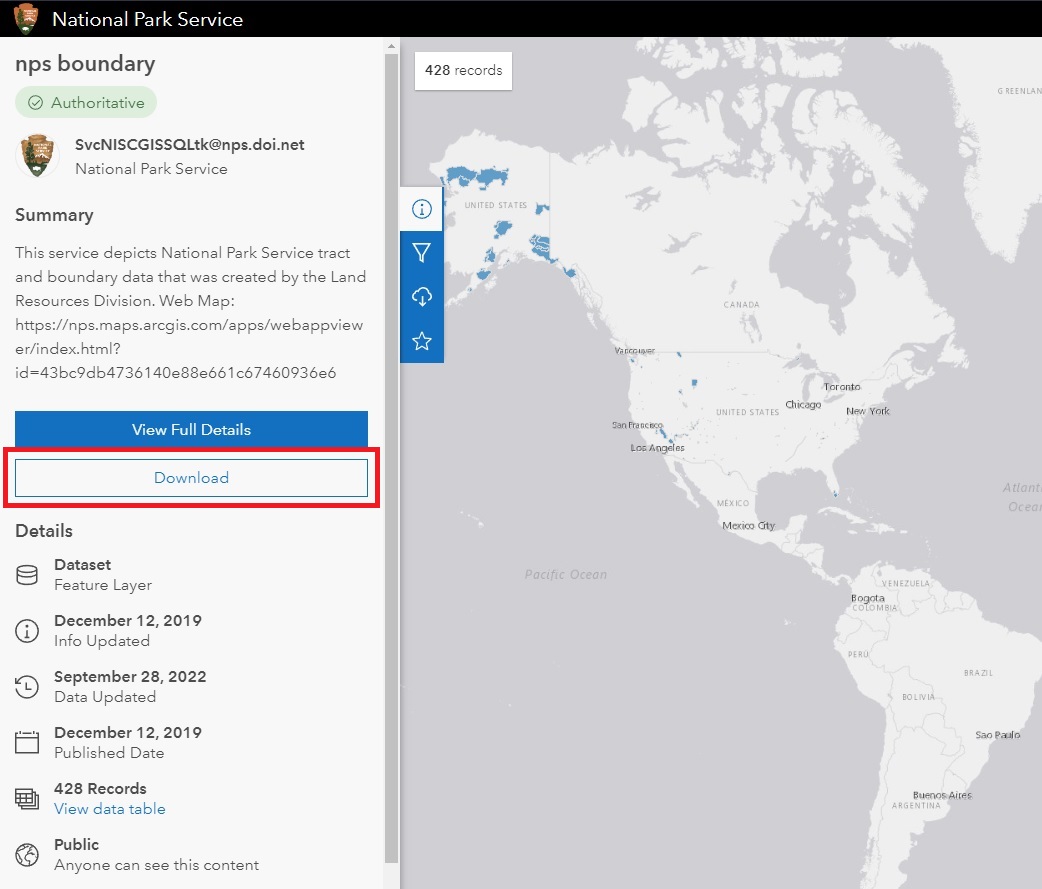 National Park Service
nps boundary
Authoritative
SvcNISCGISSQLtk@nps.doi.net
National Park Service
Summary
This service depicts National Park Service tract
and boundary data that was created by the Land
Resources Division. Web Map:
https://nps.maps.arcgis.com/apps/webappview
er/index.html?
id=43bc9db4736140e88e661c67460936e6
View Full Details
Download
Details
Dataset
Feature Layer
December 12, 2019
Info Updated
September 28, 2022
Data Updated
December 12, 2019
Published Date
428 Records
View data table
Public
Anyone can see this content
428 records
GREENLAN
UNITED STATES
CANADA
Vancouver
Toronto
Chicago
New York
UNITED STATES
San Francisco
Los Angeles
Atlant
Ocean
MÉXICO
Mexico City
Pacific Ocean
VENEZUELA
Bogota
COLOMBIA
PERÚ
BRAZIL
BOLIVIA
Sao Paulo
Buenos Aires
ARGENTINA